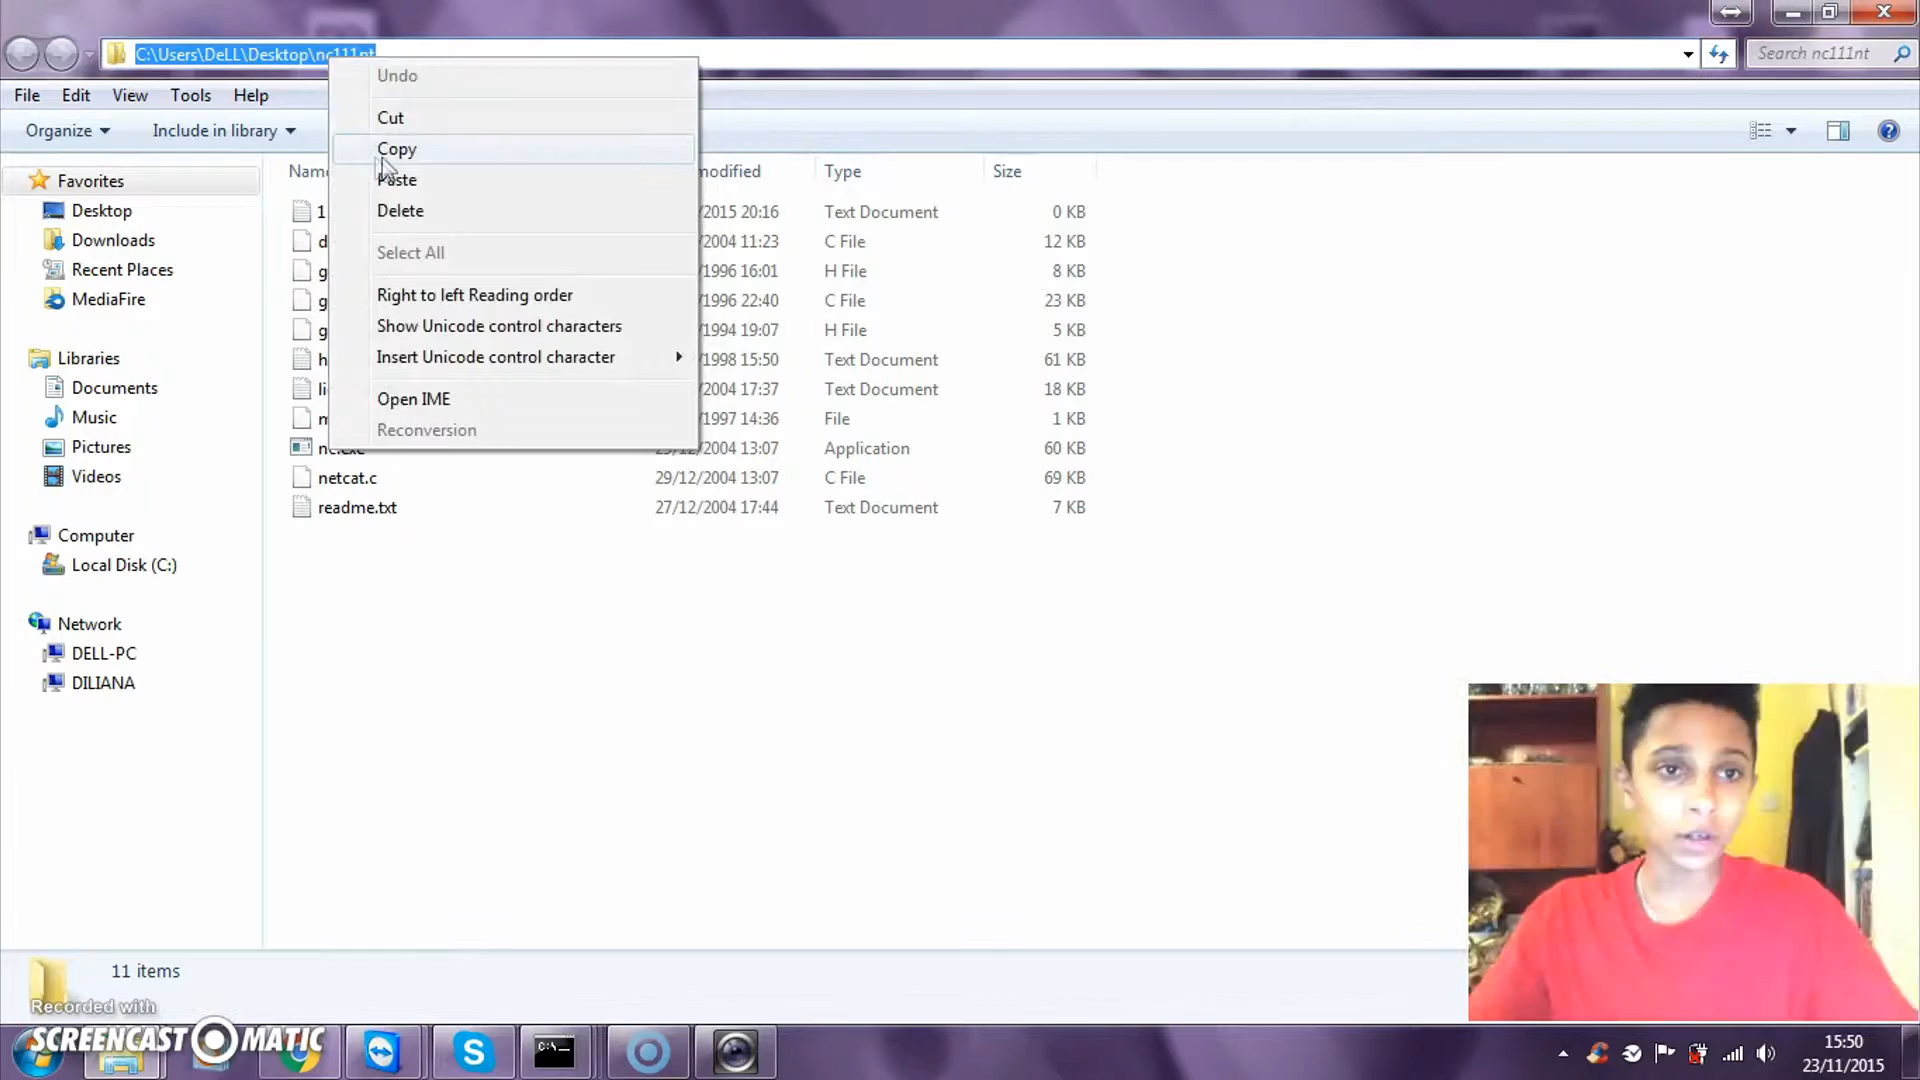 C:\Users\DeLL\Desktop\nc111nt
Search nc111nt
File Edit View Tools Help
Organize Include in library
Undo
Cut
Copy
Paste
Delete
Select All
Right to left Reading order
Show Unicode control characters
Insert Unicode control character
Open IME
Reconversion
modified Type Size
1 2015 20:16 Text Document 0 KB
d 2004 11:23 C File 12 KB
g 1996 16:01 H File 8 KB
g 1996 22:40 C File 23 KB
g 1994 19:07 H File 5 KB
h 1998 15:50 Text Document 61 KB
li 2004 17:37 Text Document 18 KB
m 1997 14:36 File 1 KB
nc.exe 29/12/2004 13:07 Application 60 KB
netcat.c 29/12/2004 13:07 C File 69 KB
readme.txt 27/12/2004 17:44 Text Document 7 KB
Favorites
Desktop
Downloads
Recent Places
MediaFire
Libraries
Documents
Music
Pictures
Videos
Computer
Local Disk (C:)
Network
DELL-PC
DILIANA
11 items
Recorded with
SCREENCAST MATIC
15:50
23/11/2015